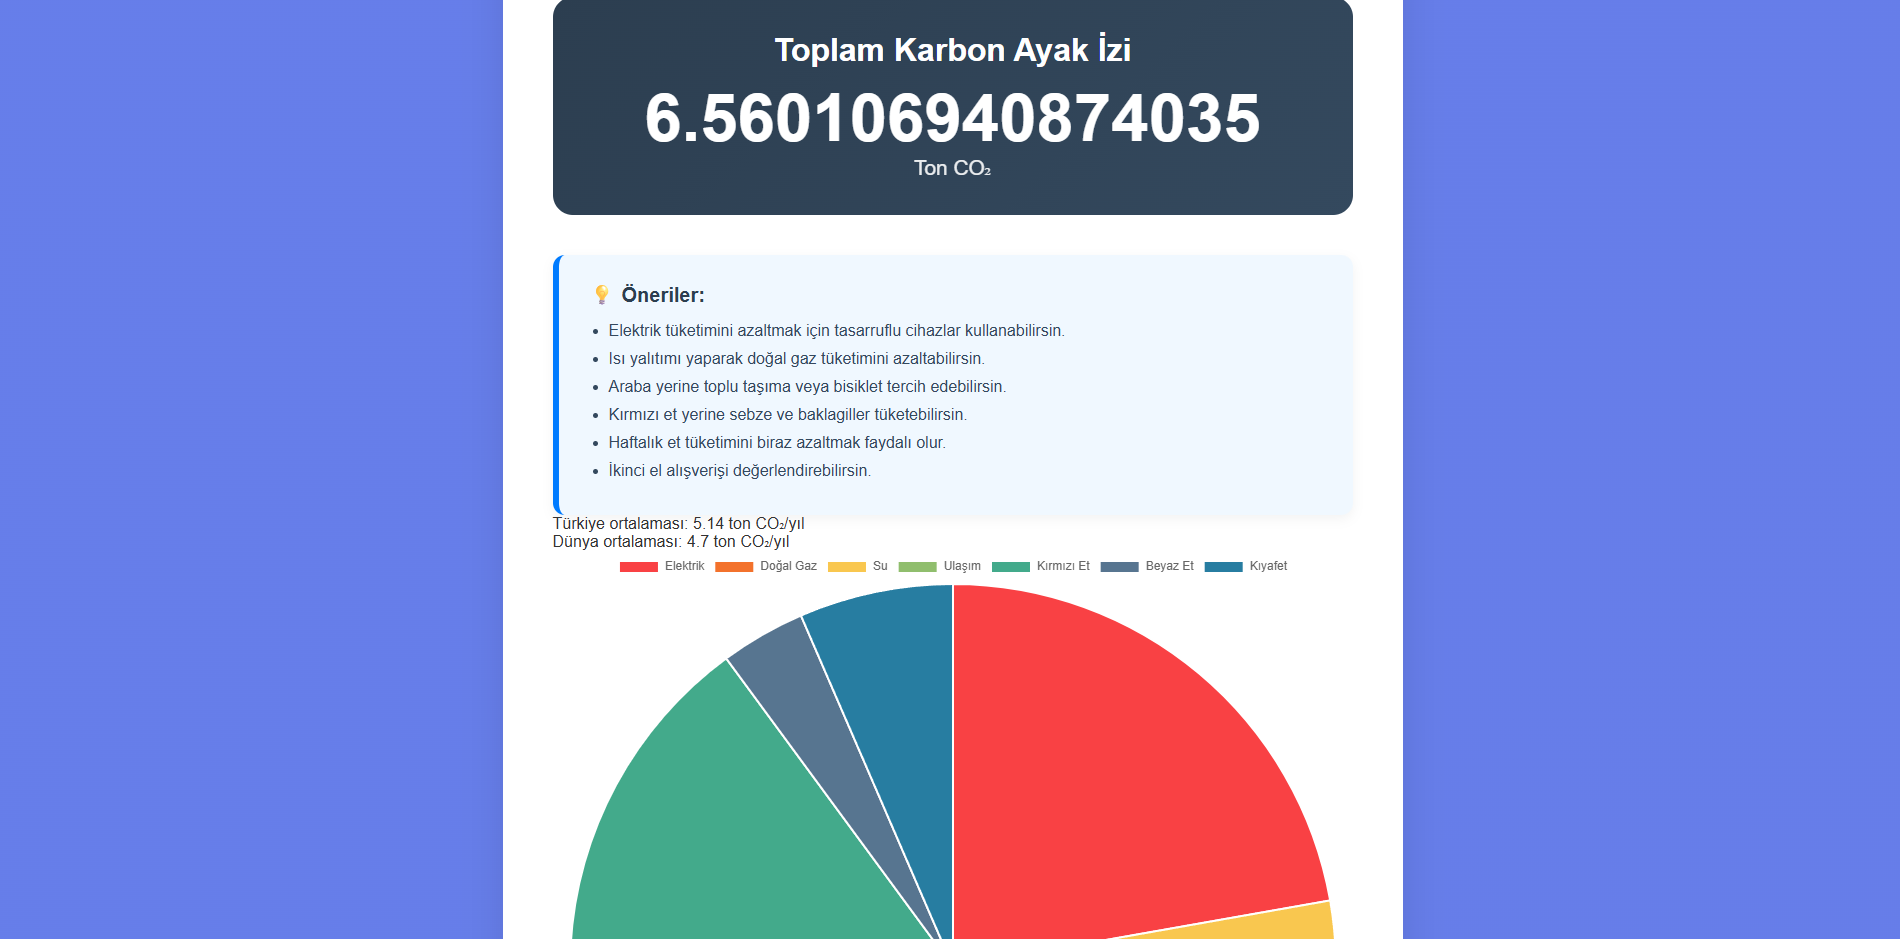 Toplam Karbon Ayak İzi
6.560106940874035
Ton CO₂
Öneriler:
Elektrik tüketimini azaltmak için tasarruflu cihazlar kullanabilirsin.
Isı yalıtımı yaparak doğal gaz tüketimini azaltabilirsin.
Araba yerine toplu taşıma veya bisiklet tercih edebilirsin.
Kırmızı et yerine sebze ve baklagiller tüketebilirsin.
Haftalık et tüketimini biraz azaltmak faydalı olur.
İkinci el alışverişi değerlendirebilirsin.
Türkiye ortalaması: 5.14 ton CO₂/yıl
Dünya ortalaması: 4.7 ton CO₂/yıl
Elektrik Doğal Gaz Su Ulaşım Kırmızı Et Beyaz Et Kıyafet